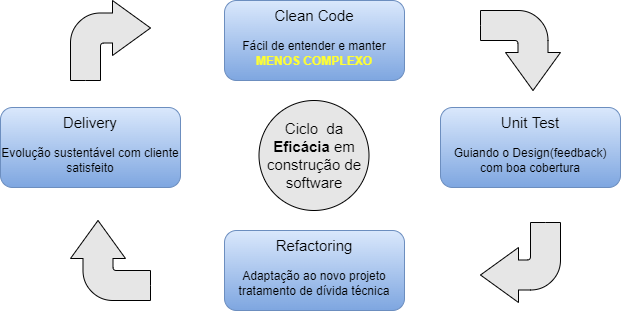 Clean Code
Fácil de entender e manter
MENOS COMPLEXO
Delivery
Evolução sustentável com cliente
satisfeito
Ciclo da
Eficácia em
construção de
software
Unit Test
Guiando o Design(feedback)
com boa cobertura
Refactoring
Adaptação ao novo projeto
tratamento de dívida técnica